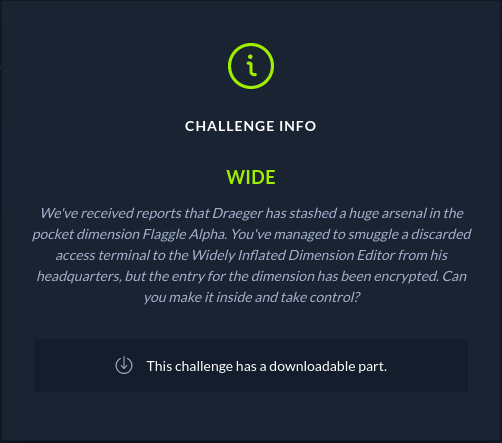 CHALLENGE INFO
WIDE
We've received reports that Draeger has stashed a huge arsenal in the
pocket dimension Flaggle Alpha. You've managed to smuggle a discarded
access terminal to the Widely Inflated Dimension Editor from his
headquarters, but the entry for the dimension has been encrypted. Can
you make it inside and take control?
This challenge has a downloadable part.